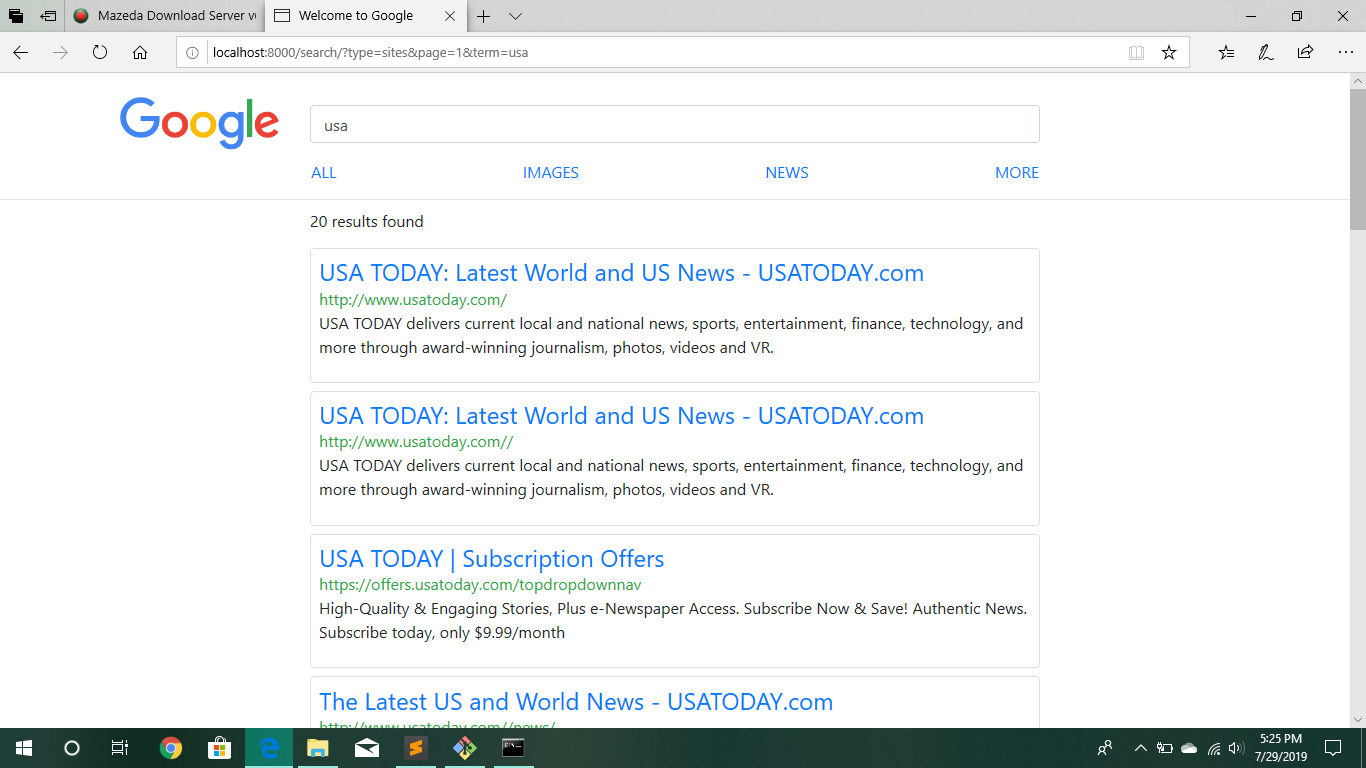 Mazeda Download Server v
Welcome to Google
localhost:8000/search/?type=sites&page=1&term=usa
Google
usa
ALL IMAGES NEWS MORE
20 results found
USA TODAY: Latest World and US News - USATODAY.com
http://www.usatoday.com/
USA TODAY delivers current local and national news, sports, entertainment, finance, technology, and
more through award-winning journalism, photos, videos and VR.
USA TODAY: Latest World and US News - USATODAY.com
http://www.usatoday.com//
USA TODAY delivers current local and national news, sports, entertainment, finance, technology, and
more through award-winning journalism, photos, videos and VR.
USA TODAY | Subscription Offers
https://offers.usatoday.com/topdropdownnav
High-Quality & Engaging Stories, Plus e-Newspaper Access. Subscribe Now & Save! Authentic News.
Subscribe today, only $9.99/month
The Latest US and World News - USATODAY.com
http://www.usatoday.com//news/
5:25 PM
7/29/2019